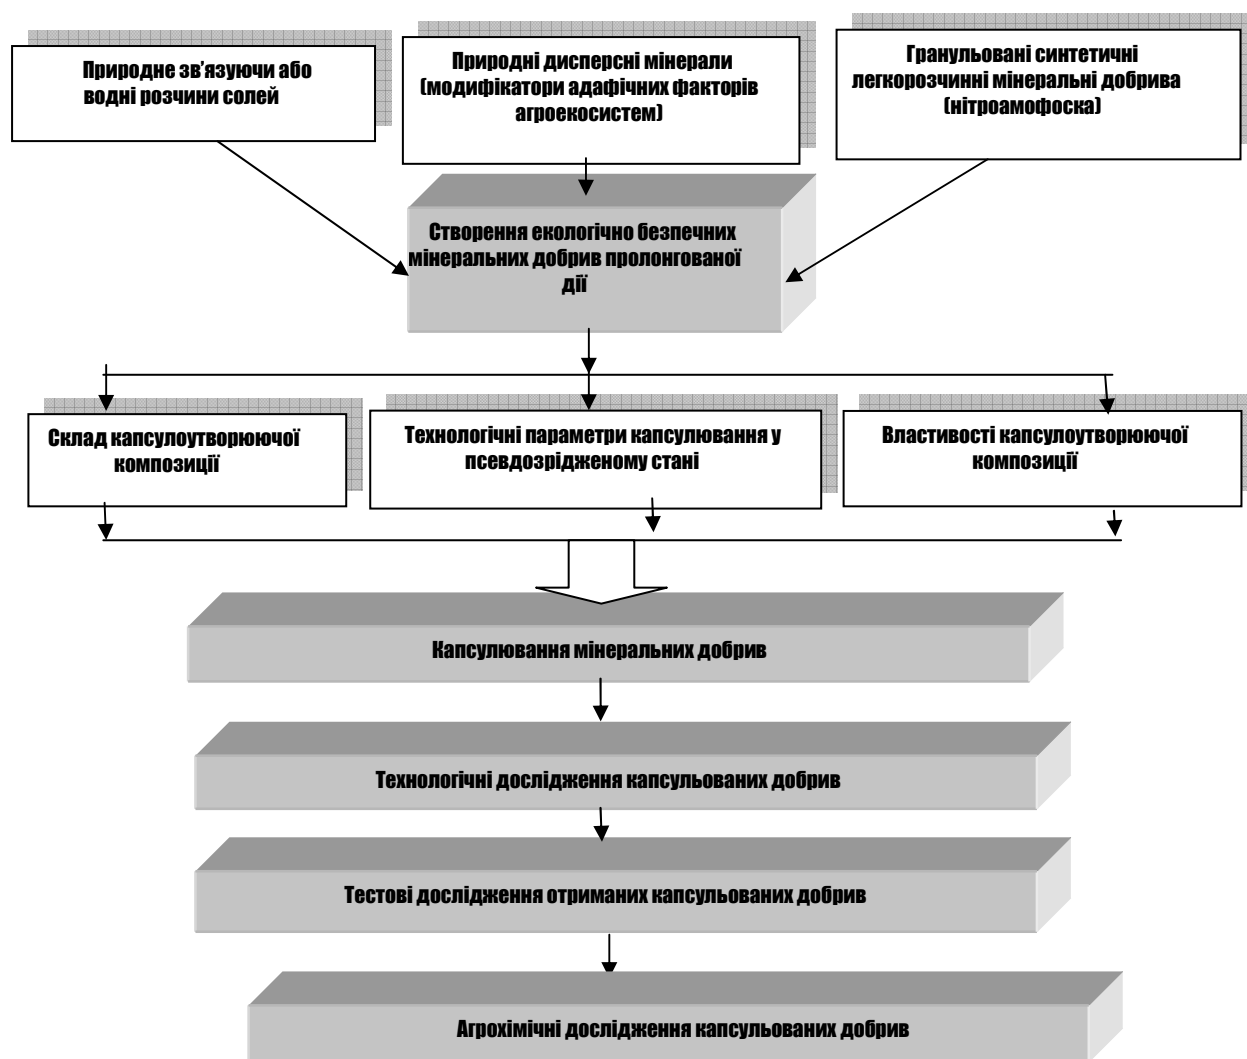 Природне зв'язуючи або
водні розчини солей
Природні дисперсні мінерали
(модифікатори адафічних факторів
агроекосистем)
Гранульовані синтетичні
легкорозчинні мінеральні добрива
(нітроамофоска)
Створення екологічно безпечних
мінеральних добрив пролонгованої
дії
Склад капсулоутворюючої
композиції
Технологічні параметри капсулювання у
псевдозрідженому стані
Властивості капсулоутворюючої
композиції
Капсулювання мінеральних добрив
Технологічні дослідження капсульованих добрив
Тестові дослідження отриманих капсульованих добрив
Агрохімічні дослідження капсульованих добрив